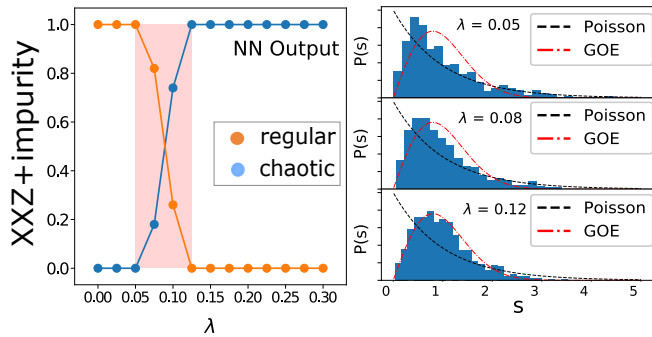 XXZ+impurity
1.0
0.8
0.6
0.4
0.2
0.0
NN Output
regular
chaotic
0.00 0.05 0.10 0.15 0.20 0.25 0.30
λ
P(s)
λ = 0.05
Poisson
GOE
P(s)
λ = 0.08
Poisson
GOE
P(s)
λ = 0.12
Poisson
GOE
0 1 2 3 4 5
s